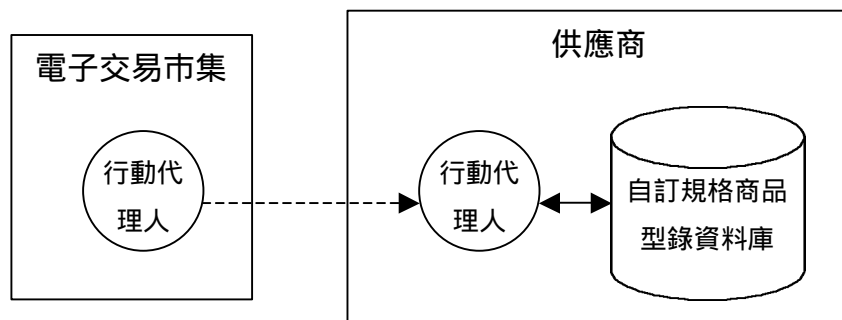 電子交易市集
行動代
理人
供應商
行動代
理人
自訂規格商品
型錄資料庫